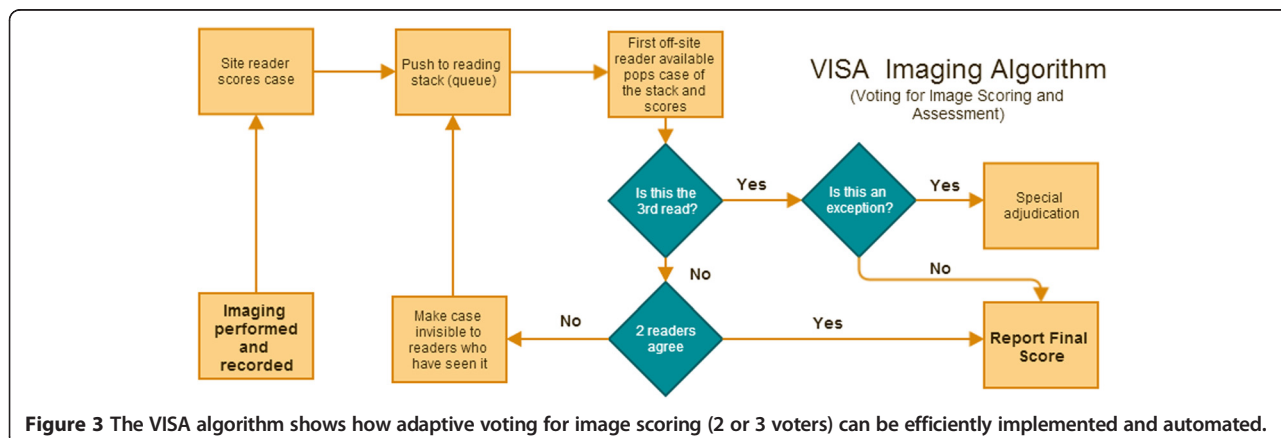 Site reader
scores case
Push to reading
stack (queue)
First off-site
reader available
pops case of
the stack and
scores
VISA Imaging Algorithm
(Voting for Image Scoring and
Assessment)
Is this the
3rd read?
Yes
Is this an
exception?
Yes
Special
adjudication
No
No
Imaging
performed
and
recorded
Make case
invisible to
readers who
have seen it
No
2 readers
agree
Yes
Report Final
Score
Figure 3 The VISA algorithm shows how adaptive voting for image scoring (2 or 3 voters) can be efficiently implemented and automated.